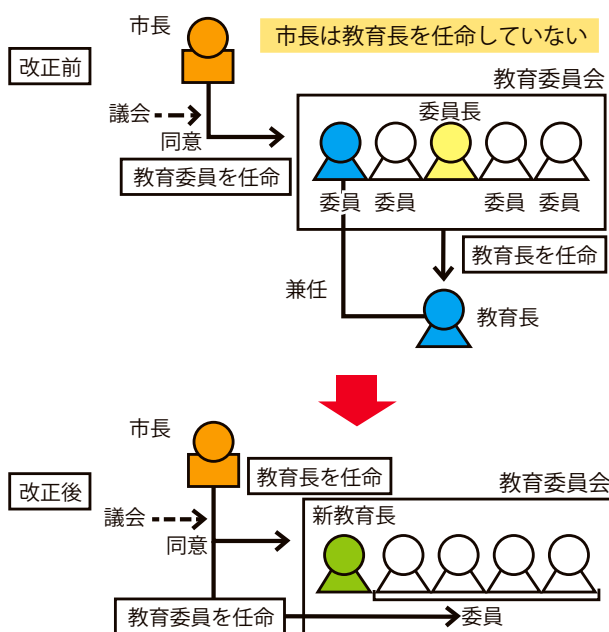 市長
市長は教育長を任命していない
改正前
教育委員会
議会
同意
委員長
教育委員を任命
委員 委員 委員 委員
教育長を任命
兼任
教育長
市長
教育長を任命
改正後
教育委員会
議会
同意
新教育長
教育委員を任命
委員